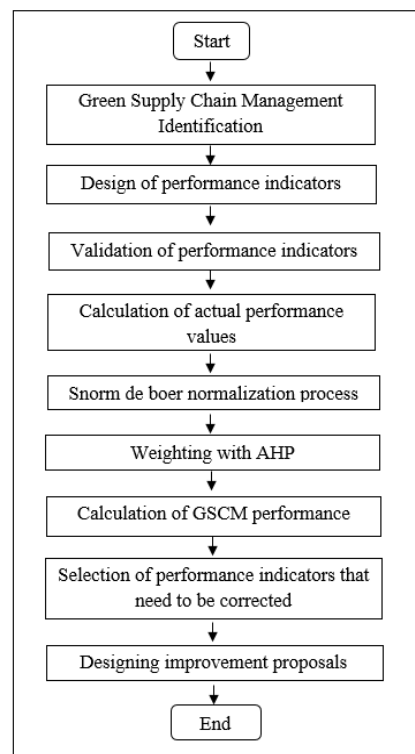 Start
Green Supply Chain Management
Identification
Design of performance indicators
Validation of performance indicators
Calculation of actual performance
values
Snorm de boer normalization process
Weighting with AHP
Calculation of GSCM performance
Selection of performance indicators that
need to be corrected
Designing improvement proposals
End